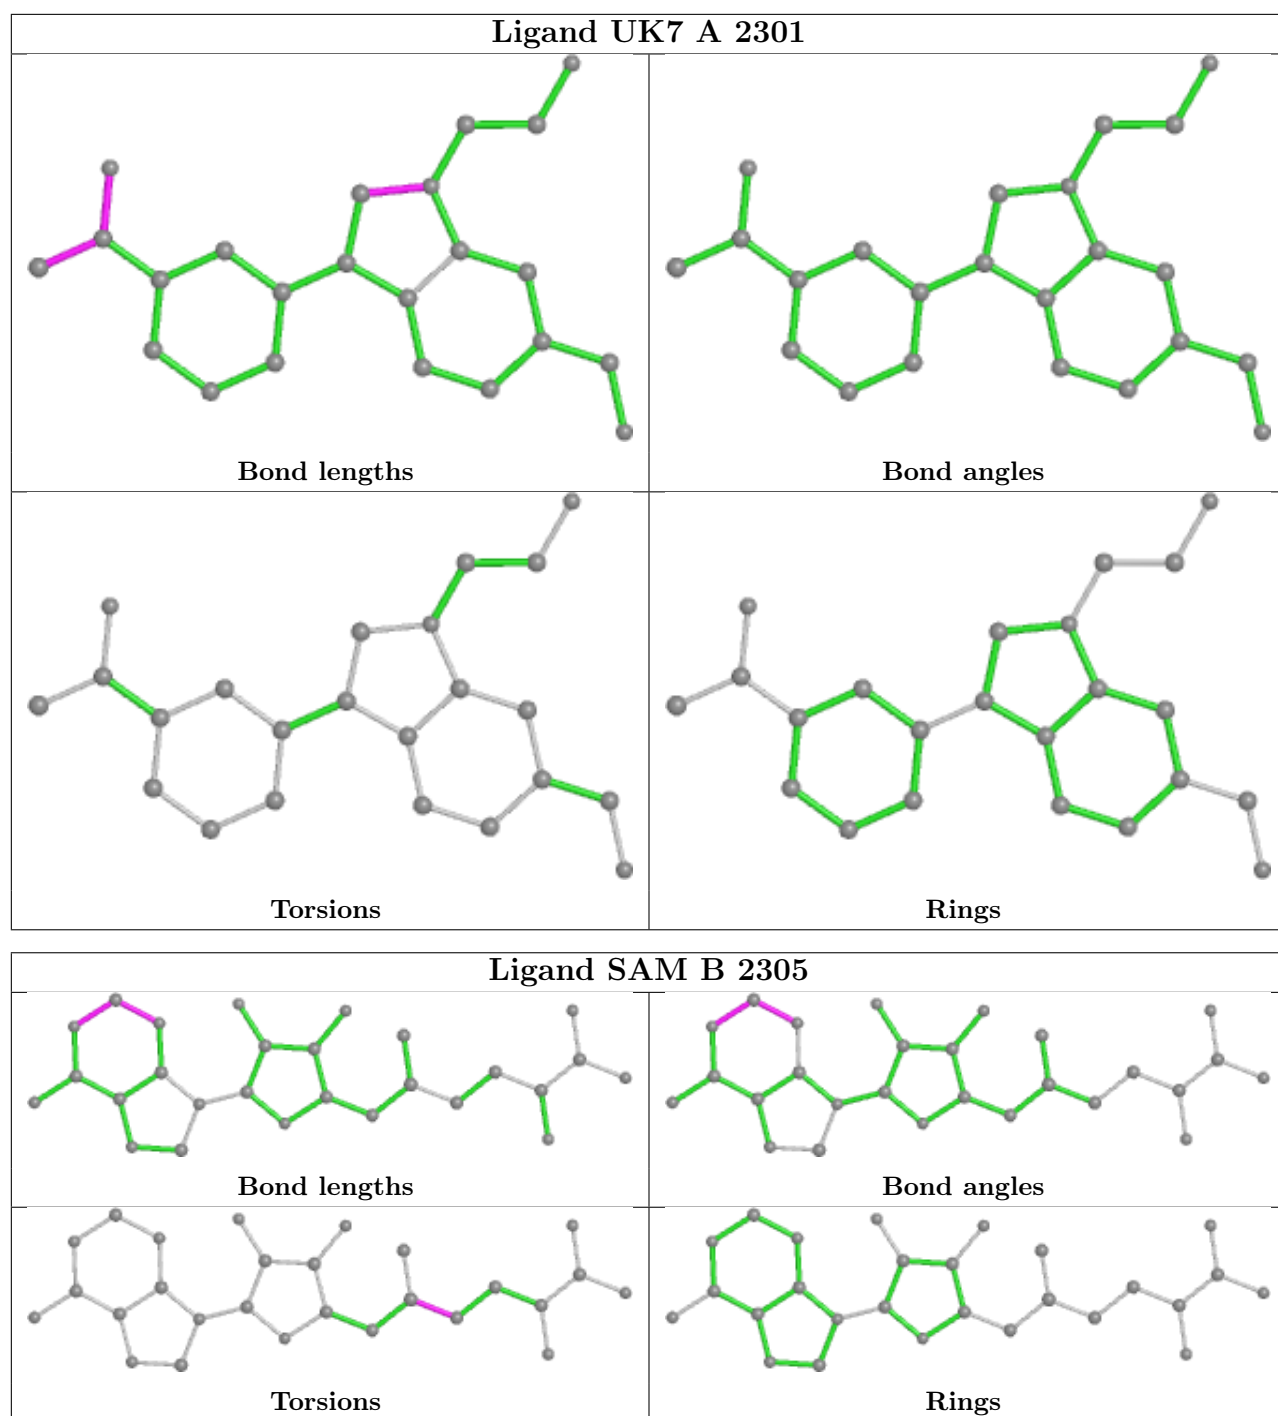 Ligand UK7 A 2301
Bond lengths
Bond angles
Torsions
Rings
Ligand SAM B 2305
Bond lengths
Bond angles
Torsions
Rings